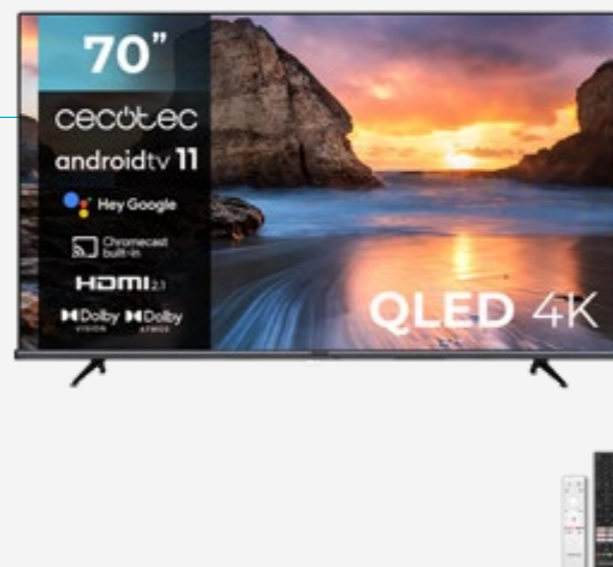 70"
cecotec
androidtv 11
Hey Google
Chromecast
built-in
HDMI 2.1
Dolby Dolby
VISION ATMOS
QLED 4K